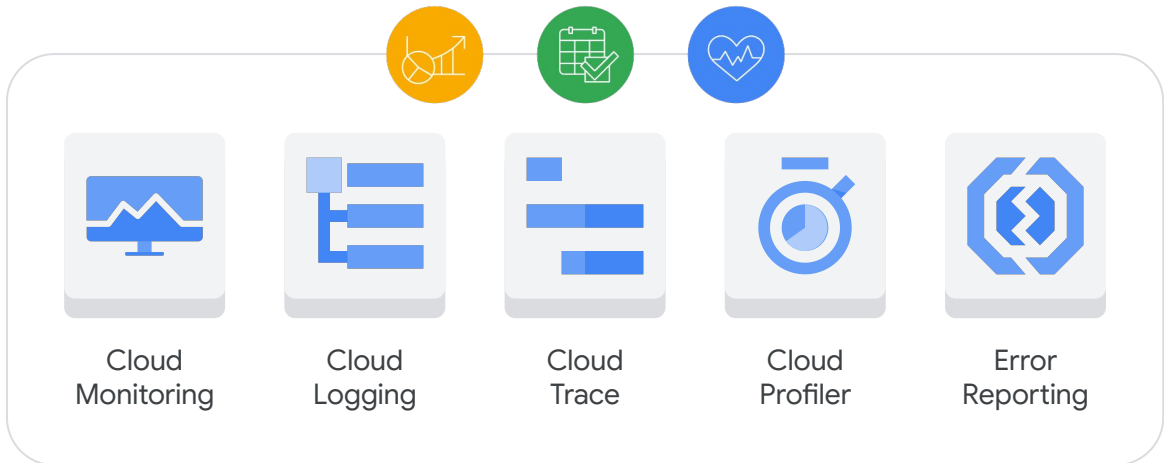 Cloud
Monitoring
Cloud
Logging
Cloud
Trace
Cloud
Profiler
Error
Reporting